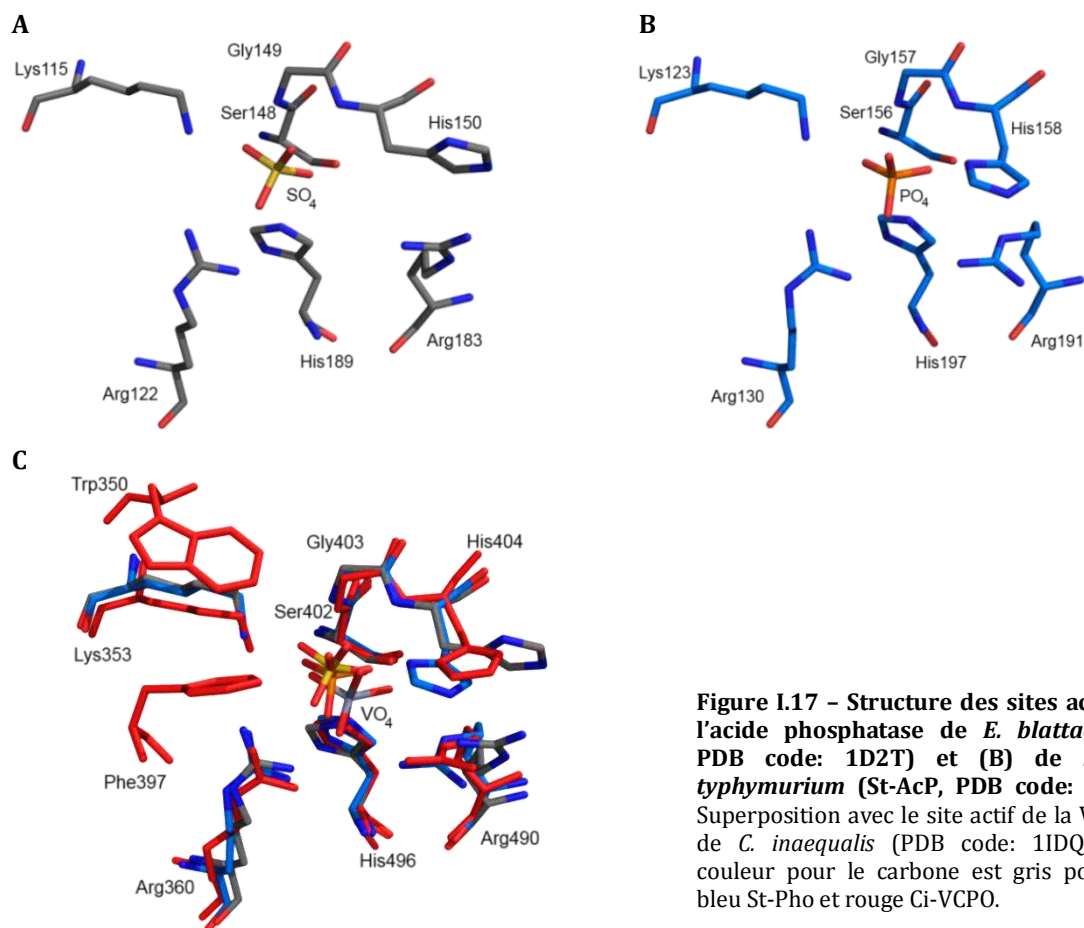 A
Lys115
Gly149
Ser148
His150
SO4
Arg122
His189
Arg183
B
Lys123
Gly157
Ser156
His158
PO4
Arg130
His197
Arg191
C
Trp350
Gly403
His404
Ser402
Lys353
VO4
Phe397
Arg360
His496
Arg490
Figure I.17 – Structure des sites
l’acide phosphatase de E.
PDB code: 1D2T) et (B) de
typhymurium (St-AcP, PDB code:
Superposition avec le site actif de la
de C. inaequalis (PDB code: 1IDQ
couleur pour le carbone est gris
bleu St-Pho et rouge Ci-VCPO.